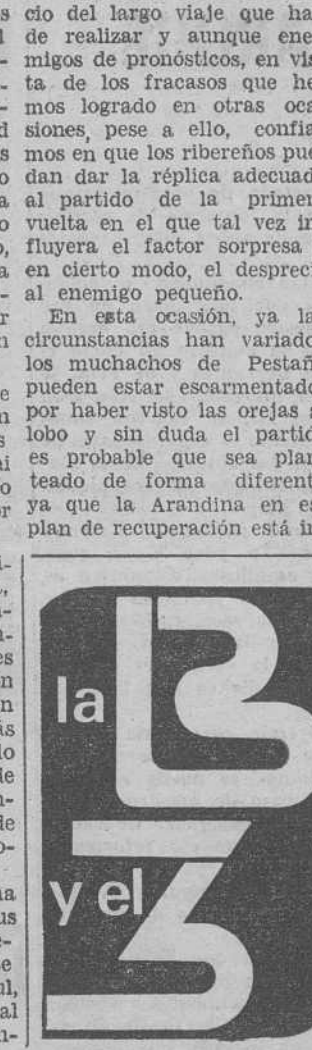 cio del largo viaje que ha
de realizar y aunque ene
migos de pronósticos, en vis
ta de los fracasos que he
mos logrado en otras oca
siones, pese a ello, confia
mos en que los ribereños pue
dan dar la réplica adecuad
al partido de la primer
vuelta en el que tal vez in
fluyera el factor sorpresa
en cierto modo, el despreci
al enemigo pequeño.
En esta ocasión, ya la
circunstancias han variado
los muchachos de Pestañ
pueden estar escarmentado
por haber visto las orejas a
lobo y sin duda el partid
es probable que sea plan
teado de forma diferent
ya que la Arandina en es
plan de recuperación está in
la B
y el 3